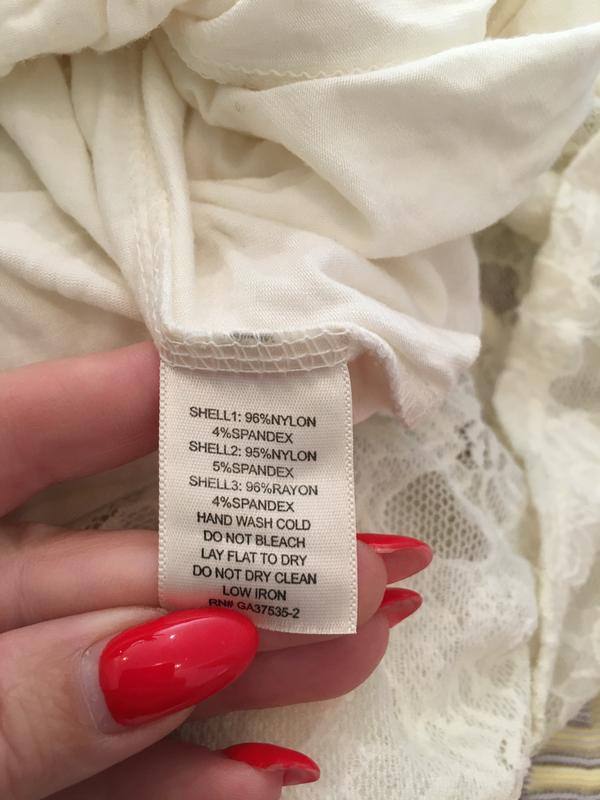 SHELL1: 96%NYLON
4%SPANDEX
SHELL2: 95%NYLON
5%SPANDEX
SHELL3: 96%RAYON
4%SPANDEX
HAND WASH COLD
DO NOT BLEACH
LAY FLAT TO DRY
DO NOT DRY CLEAN
LOW IRON
RN# GA37535-2